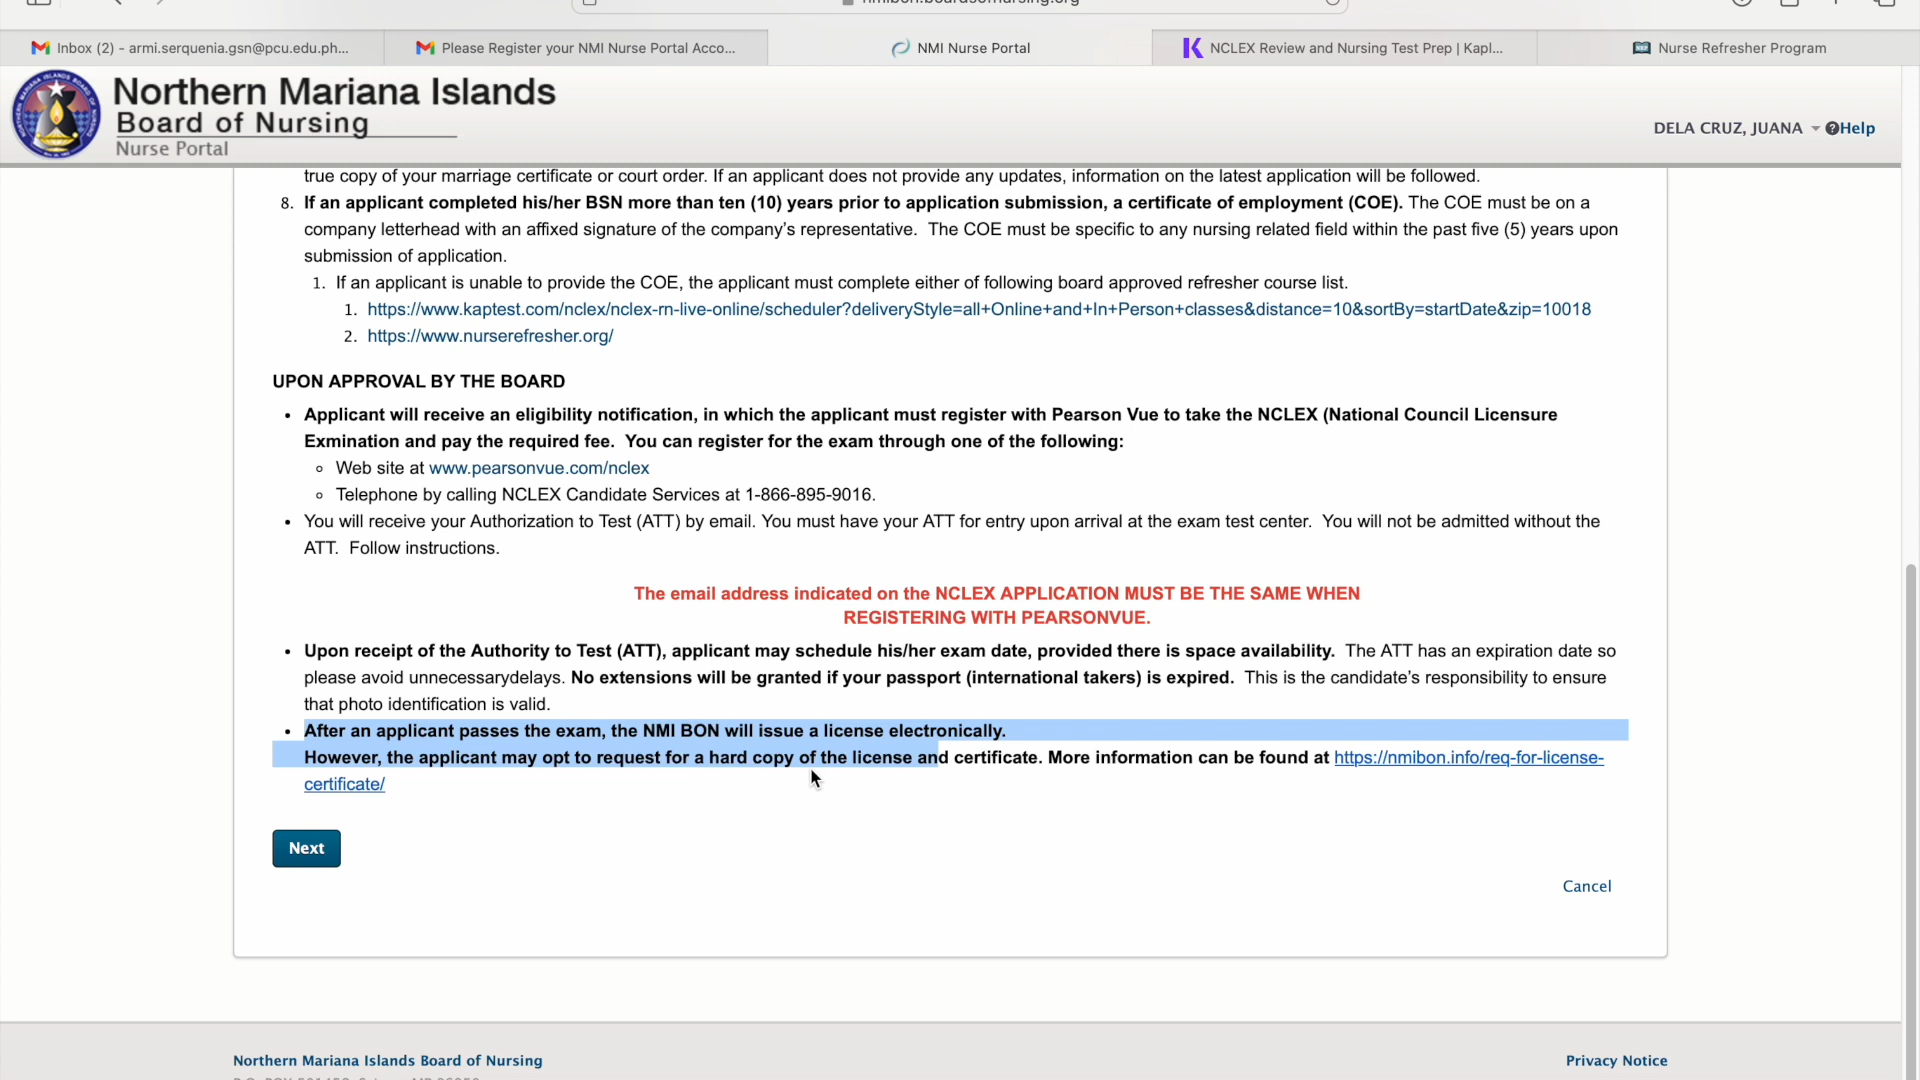 nmibon.boardsofnursing.org
Inbox (2) - armi.serquenia.gsn@pcu.edu.ph...
Please Register your NMI Nurse Portal Acco...
NMI Nurse Portal
NCLEX Review and Nursing Test Prep | Kapl...
Nurse Refresher Program
Northern Mariana Islands
Board of Nursing
Nurse Portal
DELA CRUZ, JUANA
Help
true copy of your marriage certificate or court order. If an applicant does not provide any updates, information on the latest application will be followed.
8. If an applicant completed his/her BSN more than ten (10) years prior to application submission, a certificate of employment (COE). The COE must be on a
company letterhead with an affixed signature of the company's representative. The COE must be specific to any nursing related field within the past five (5) years upon
submission of application.
1. If an applicant is unable to provide the COE, the applicant must complete either of following board approved refresher course list.
1. https://www.kaptest.com/nclex/nclex-rn-live-online/scheduler?deliveryStyle=all+Online+and+In+Person+classes&distance=10&sortBy=startDate&zip=10018
2. https://www.nurserefresher.org/
UPON APPROVAL BY THE BOARD
• Applicant will receive an eligibility notification, in which the applicant must register with Pearson Vue to take the NCLEX (National Council Licensure
Exmination and pay the required fee. You can register for the exam through one of the following:
◦ Web site at www.pearsonvue.com/nclex
◦ Telephone by calling NCLEX Candidate Services at 1-866-895-9016.
• You will receive your Authorization to Test (ATT) by email. You must have your ATT for entry upon arrival at the exam test center. You will not be admitted without the
ATT. Follow instructions.
The email address indicated on the NCLEX APPLICATION MUST BE THE SAME WHEN
REGISTERING WITH PEARSONVUE.
• Upon receipt of the Authority to Test (ATT), applicant may schedule his/her exam date, provided there is space availability. The ATT has an expiration date so
please avoid unnecessarydelays. No extensions will be granted if your passport (international takers) is expired. This is the candidate's responsibility to ensure
that photo identification is valid.
• After an applicant passes the exam, the NMI BON will issue a license electronically.
However, the applicant may opt to request for a hard copy of the license and certificate. More information can be found at https://nmibon.info/req-for-license-
certificate/
Next
Cancel
Northern Mariana Islands Board of Nursing
Privacy Notice